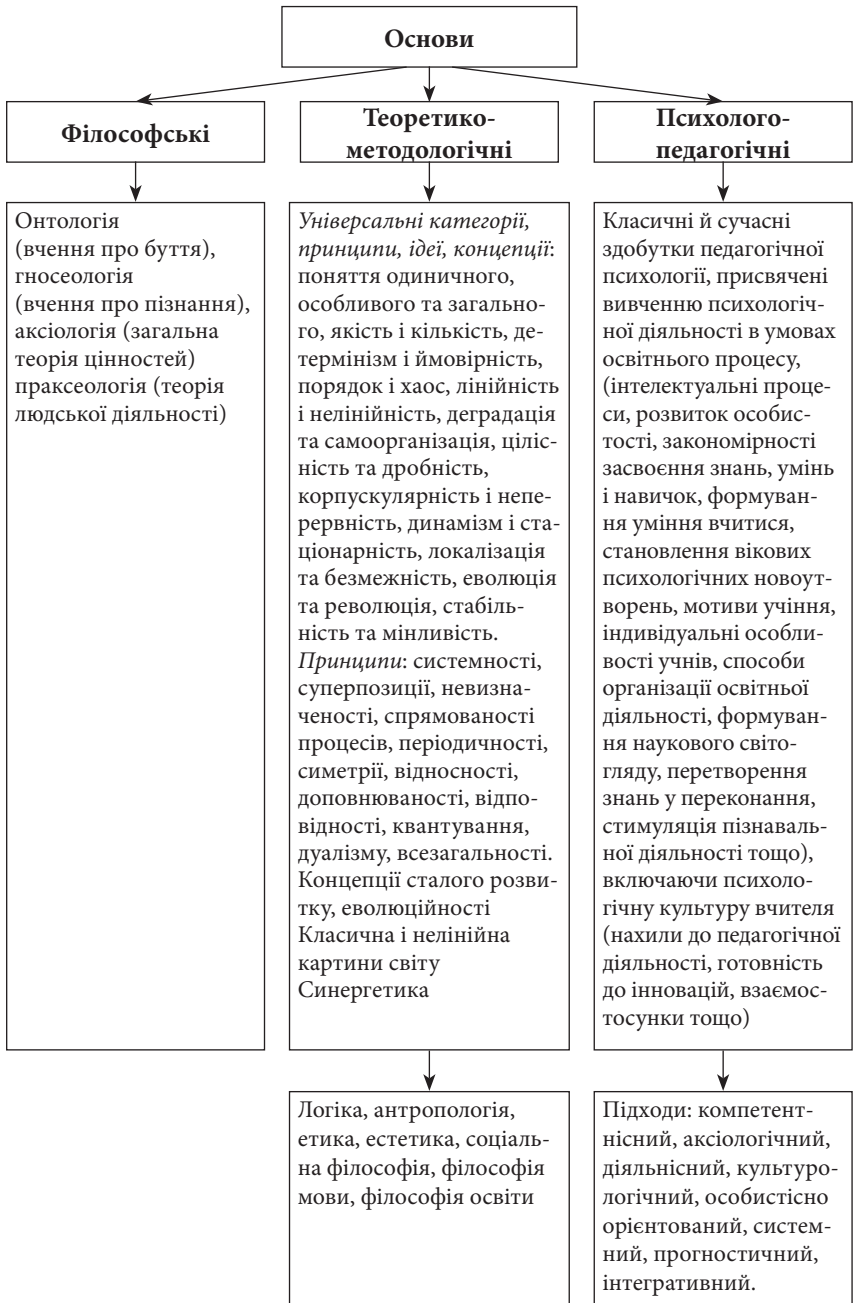 Основи
Філософські
Теоретико-
методологічні
Психолого-
педагогічні
Онтологія
(вчення про буття),
гносеологія
(вчення про пізнання),
аксіологія (загальна
теорія цінностей)
праксеологія (теорія
людської діяльності)
Універсальні категорії,
принципи, ідеї, концепції:
поняття одиничного,
особливого та загально-
го, якість і кількість, де-
термінізм і ймовірність,
порядок і хаос, лінійність
і нелінійність, деградація
та самоорганізація, ціліс-
ність та дробність,
корпускулярність і непе-
рервність, динамізм і ста-
ціонарність, локалізація
та безмежність, еволюція
та революція, стабіль-
ність та мінливість.
Принципи: системності,
суперпозиції, невизна-
ченості, спрямованості
процесів, періодичності,
симетрії, відносності,
доповнюваності, відпо-
відності, квантування,
дуалізму, всезагальності.
Концепції сталого розви-
тку, еволюційності
Класична і нелінійна
картини світу
Синергетика
Класичні й сучасні
здобутки педагогічної
психології, присвячені
вивченню психологіч-
ної діяльності в умовах
освітнього процесу,
(інтелектуальні проце-
си, розвиток особис-
тості, закономірності
засвоєння знань, умінь
і навичок, формуван-
ня уміння вчитися,
становлення вікових
психологічних новоут-
ворень, мотиви учіння,
індивідуальні особли-
вості учнів, способи
організації освітньої
діяльності, формуван-
ня наукового світо-
гляду, перетворення
знань у переконання,
стимуляція пізнаваль-
ної діяльності тощо),
включаючи психоло-
гічну культуру вчителя
(нахили до педагогічної
діяльності, готовність
до інновацій, взаємос-
тосунки тощо)
Логіка, антропологія,
етика, естетика, соціаль-
на філософія, філософія
мови, філософія освіти
Підходи: компетент-
нісний, аксіологічний,
діяльнісний, культуро-
логічний, особистісно
орієнтований, систем-
ний, прогностичний,
інтегративний.